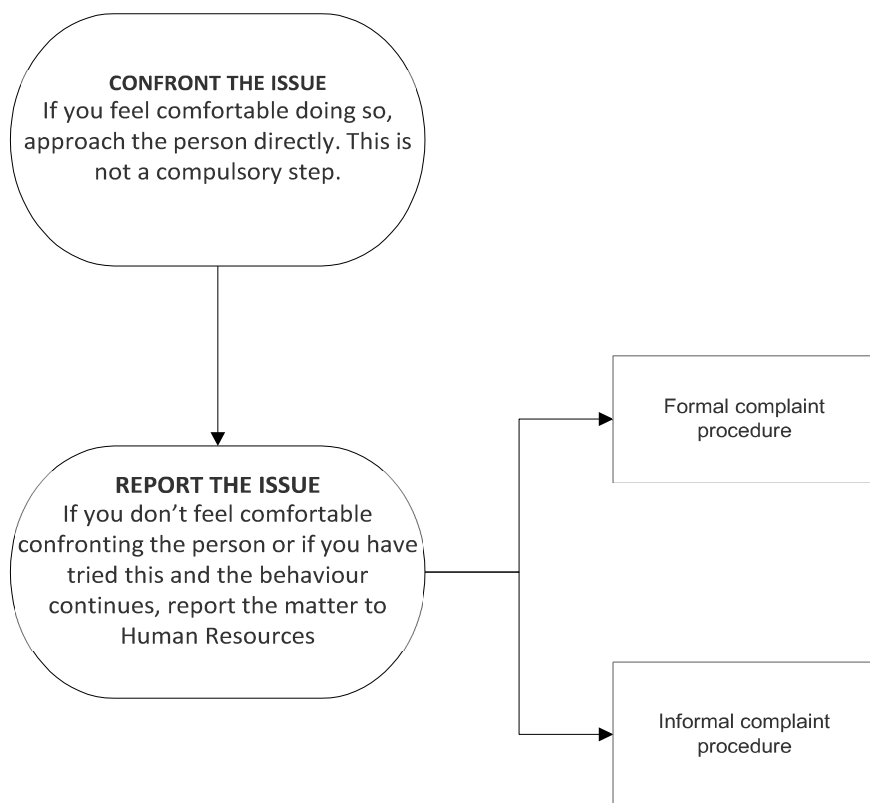 CONFRONT THE ISSUE
If you feel comfortable doing so,
approach the person directly. This is
not a compulsory step.
Formal complaint
procedure
REPORT THE ISSUE
If you don’t feel comfortable
confronting the person or if you have
tried this and the behaviour
continues, report the matter to
Human Resources
Informal complaint
procedure